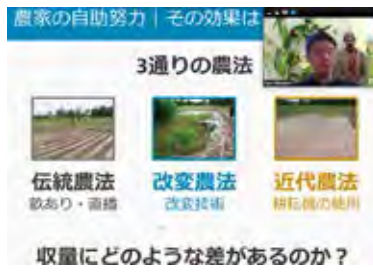 農家の自助努力｜その効果は
3通りの農法
伝統農法 改変農法 近代農法
畝あり・直播 改変技術 耕耘機の使用
収量にどのような差があるのか？